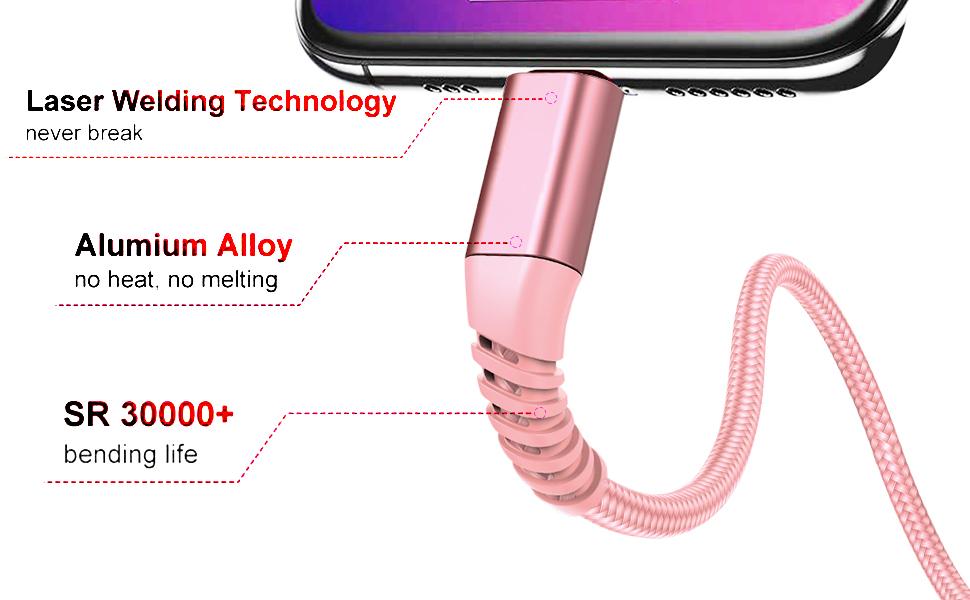 Laser Welding Technology
never break
Alumium Alloy
no heat, no melting
SR 30000+
bending life